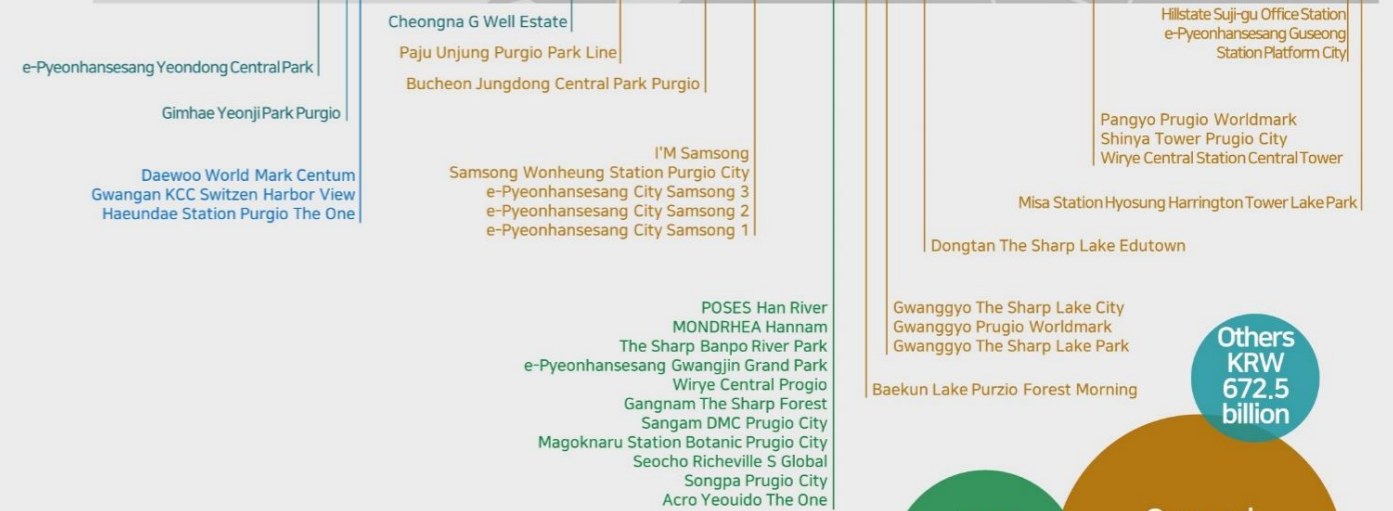 Cheongna G Well Estate
Paju Unjung Purgio Park Line
e-Pyeonhansesang Yeondong Central Park
Bucheon Jungdong Central Park Purgio
Gimhae Yeonji Park Purgio
Daewoo World Mark Centum
Gwangan KCC Switzen Harbor View
Haeundae Station Purgio The One
I'M Samsong
Samsong Wonheung Station Purgio City
e-Pyeonhansesang City Samsong 3
e-Pyeonhansesang City Samsong 2
e-Pyeonhansesang City Samsong 1
POSES Han River
MONDRHEA Hannam
The Sharp Banpo River Park
e-Pyeonhansesang Gwangjin Grand Park
Wirye Central Progio
Gangnam The Sharp Forest
Sangam DMC Prugio City
Magoknaru Station Botanic Prugio City
Seocho Richeville S Global
Songpa Prugio City
Acro Yeouido The One
Hillstate Suji-gu Office Station
e-Pyeonhansesang Guseong
Station Platform City
Pangyo Prugio Worldmark
Shinya Tower Prugio City
Wirye Central Station Central Tower
Misa Station Hyosung Harrington Tower Lake Park
Dongtan The Sharp Lake Edutown
Gwanggyo The Sharp Lake City
Gwanggyo Prugio Worldmark
Gwanggyo The Sharp Lake Park
Baekun Lake Purzio Forest Morning
Others
KRW
672.5
billion